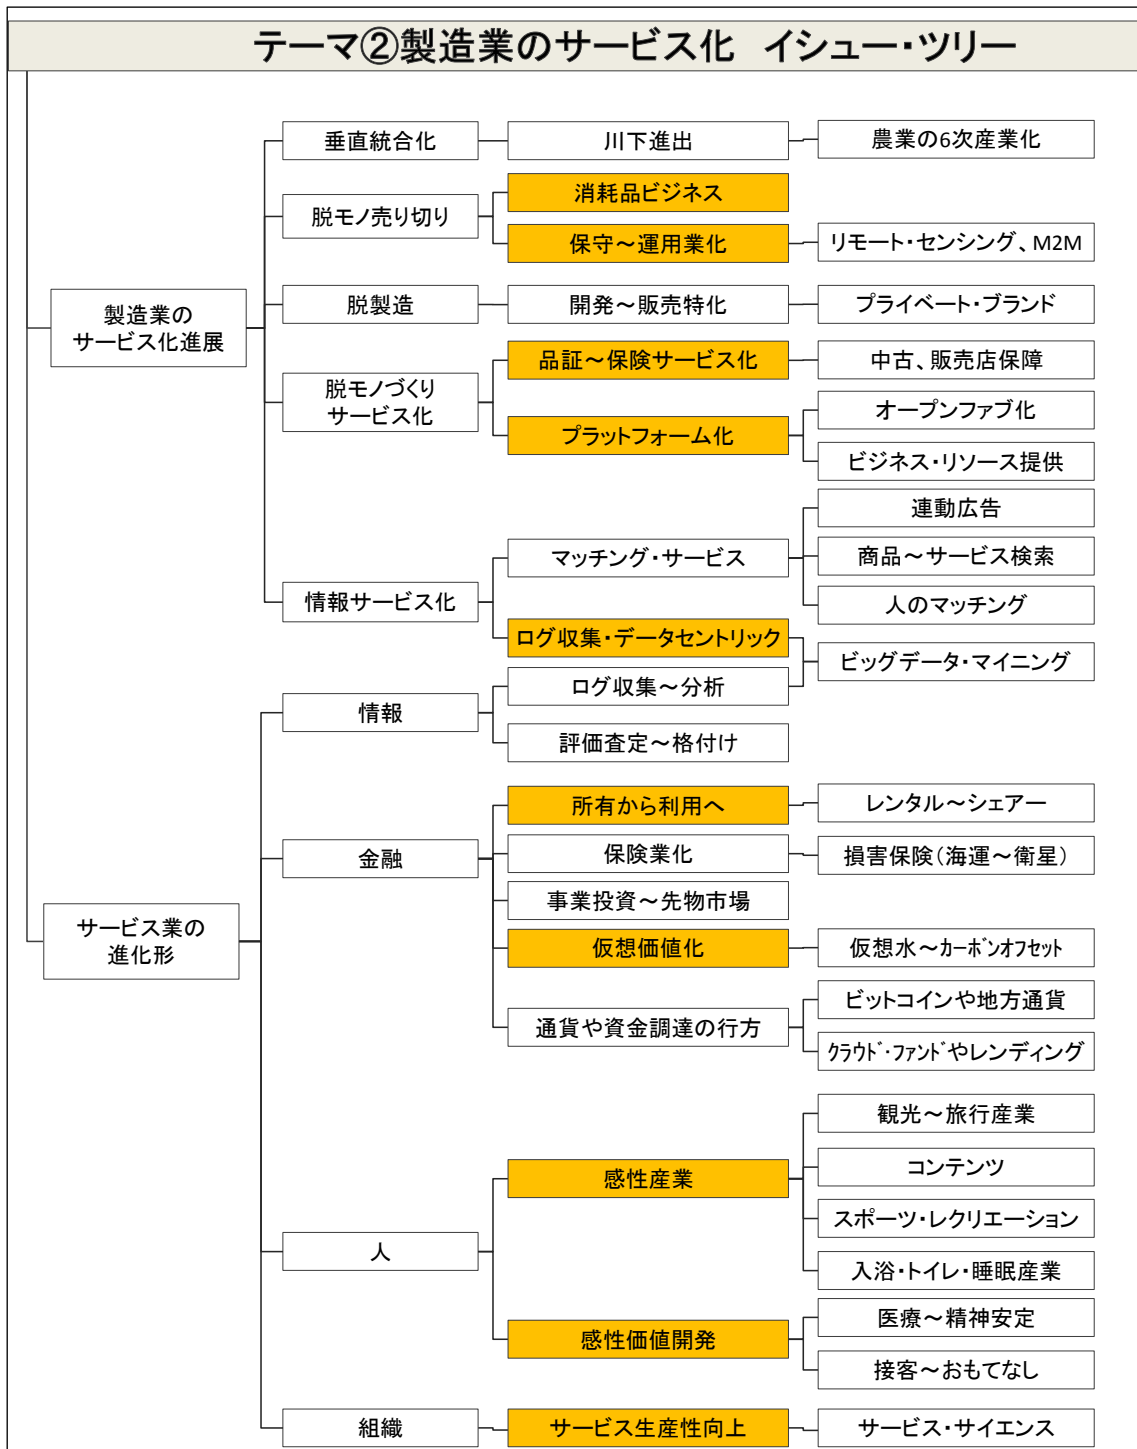 テーマ②製造業のサービス化　イシュー・ツリー
製造業の
サービス化進展
垂直統合化
川下進出
農業の6次産業化
脱モノ売り切り
消耗品ビジネス
保守～運用業化
リモート・センシング、M2M
脱製造
開発～販売特化
プライベート・ブランド
脱モノづくり
サービス化
品証～保険サービス化
中古、販売店保障
プラットフォーム化
オープンファブ化
ビジネス・リソース提供
情報サービス化
マッチング・サービス
連動広告
商品～サービス検索
人のマッチング
ログ収集・データセントリック
ビッグデータ・マイニング
サービス業の
進化形
情報
ログ収集～分析
評価査定～格付け
金融
所有から利用へ
レンタル～シェアー
保険業化
損害保険（海運～衛星）
事業投資～先物市場
仮想価値化
仮想水～ｶｰﾎﾞﾝｵﾌｾｯﾄ
通貨や資金調達の行方
ビットコインや地方通貨
ｸﾗｳﾄﾞ･ﾌｧﾝﾄﾞやレンディング
人
感性産業
観光～旅行産業
コンテンツ
スポーツ・レクリエーション
入浴・トイレ・睡眠産業
感性価値開発
医療～精神安定
接客～おもてなし
組織
サービス生産性向上
サービス・サイエンス